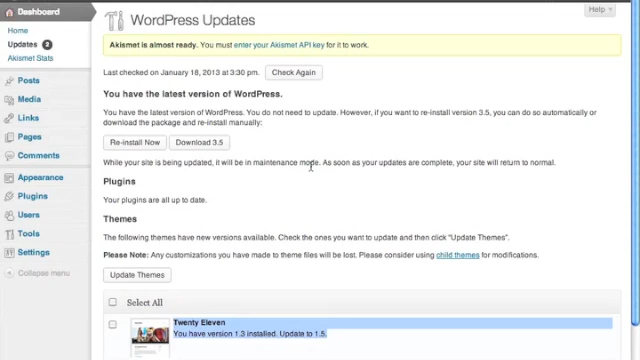 Dashboard
Home
Updates 2
Akismet Stats
Posts
Media
Links
Pages
Comments
Appearance
Plugins
Users
Tools
Settings
Collapse menu
Help
WordPress Updates
Akismet is almost ready. You must enter your Akismet API key for it to work.
Last checked on January 18, 2013 at 3:30 pm. Check Again
You have the latest version of WordPress.
You have the latest version of WordPress. You do not need to update. However, if you want to re-install version 3.5, you can do so automatically or
download the package and re-install manually:
Re-install Now Download 3.5
While your site is being updated, it will be in maintenance mode. As soon as your updates are complete, your site will return to normal.
Plugins
Your plugins are all up to date.
Themes
The following themes have new versions available. Check the ones you want to update and then click "Update Themes".
Please Note: Any customizations you have made to theme files will be lost. Please consider using child themes for modifications.
Update Themes
Select All
Twenty Eleven
You have version 1.3 installed. Update to 1.5.